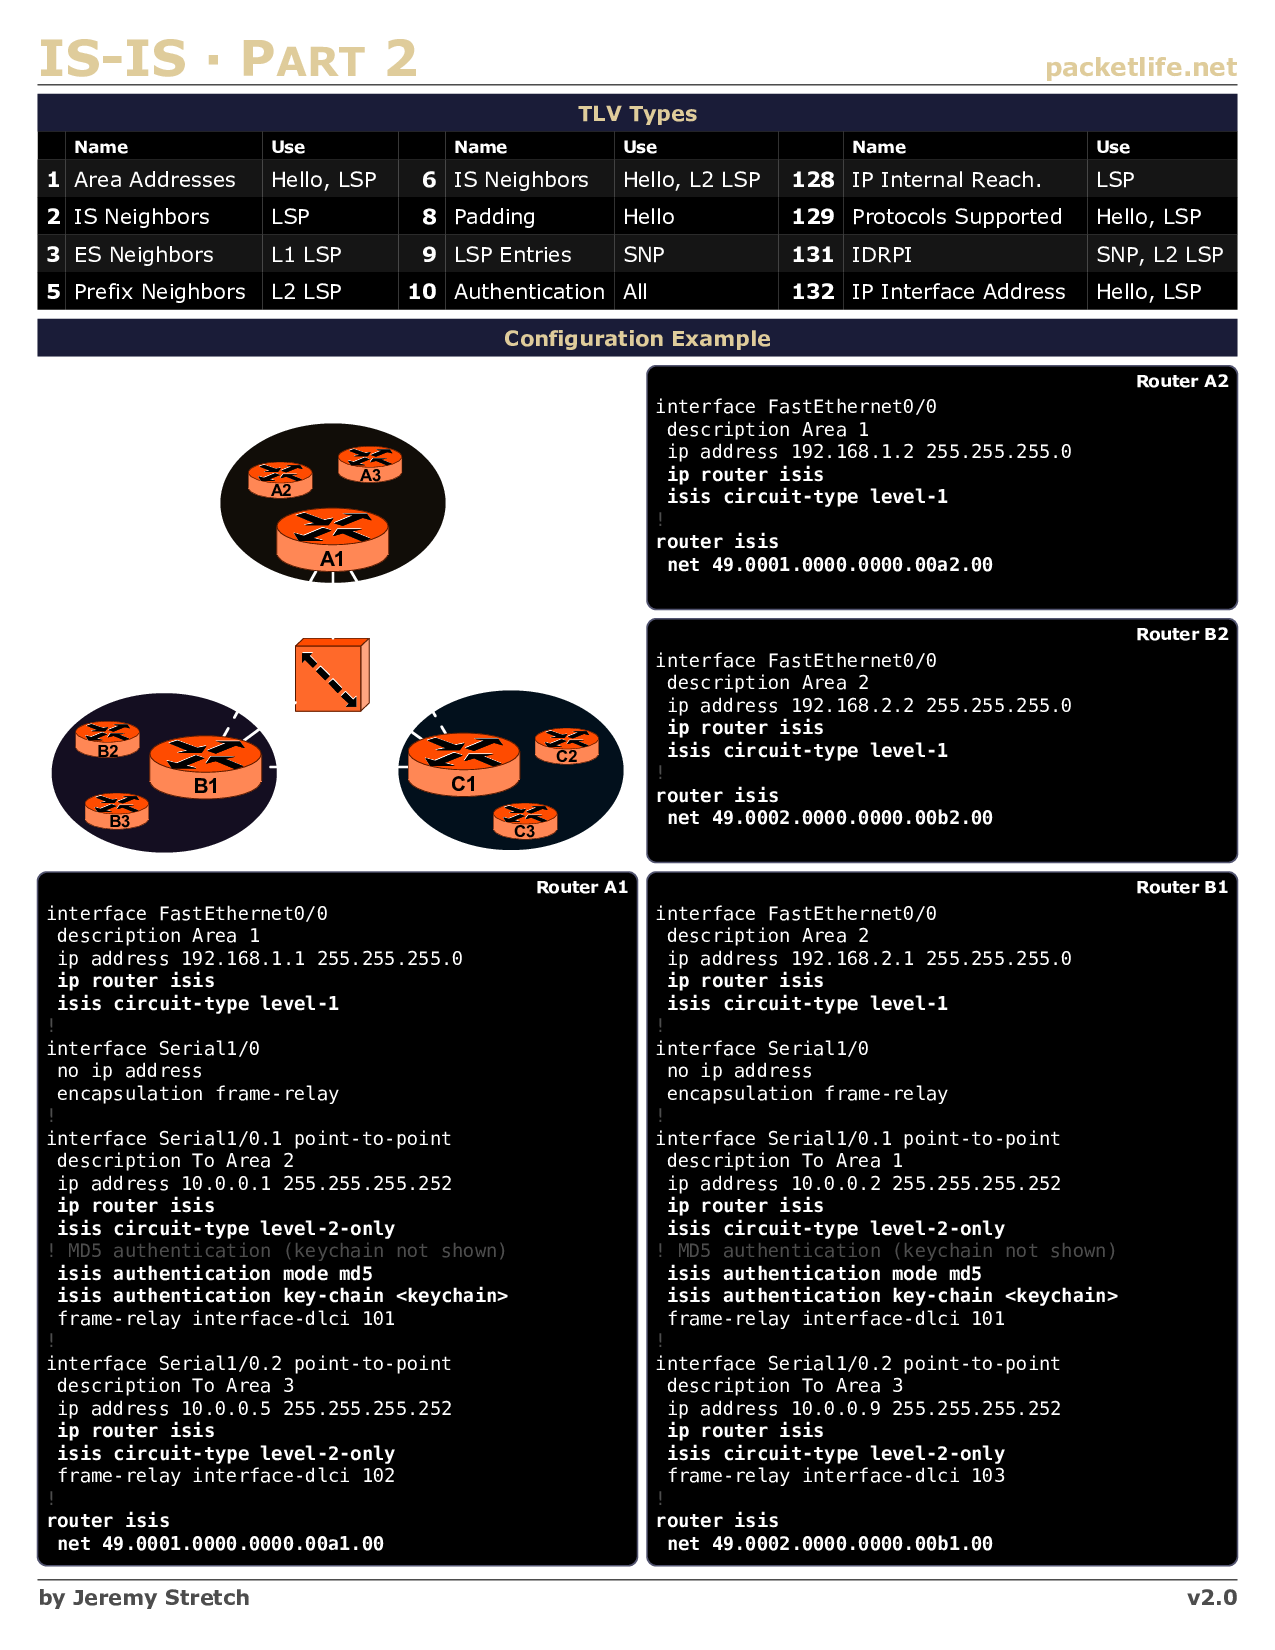 IS-IS · PART 2
packetlife.net
TLV Types
Name Use Name Use Name Use
1 Area Addresses Hello, LSP 6 IS Neighbors Hello, L2 LSP 128 IP Internal Reach. LSP
2 IS Neighbors LSP 8 Padding Hello 129 Protocols Supported Hello, LSP
3 ES Neighbors L1 LSP 9 LSP Entries SNP 131 IDRPI SNP, L2 LSP
5 Prefix Neighbors L2 LSP 10 Authentication All 132 IP Interface Address Hello, LSP
Configuration Example
A2
A3
A1
B2
B1
B3
C1
C2
C3
Router A2
interface FastEthernet0/0
description Area 1
ip address 192.168.1.2 255.255.255.0
ip router isis
isis circuit-type level-1
!
router isis
net 49.0001.0000.0000.00a2.00
Router B2
interface FastEthernet0/0
description Area 2
ip address 192.168.2.2 255.255.255.0
ip router isis
isis circuit-type level-1
!
router isis
net 49.0002.0000.0000.00b2.00
Router A1
interface FastEthernet0/0
description Area 1
ip address 192.168.1.1 255.255.255.0
ip router isis
isis circuit-type level-1
!
interface Serial1/0
no ip address
encapsulation frame-relay
!
interface Serial1/0.1 point-to-point
description To Area 2
ip address 10.0.0.1 255.255.255.252
ip router isis
isis circuit-type level-2-only
! MD5 authentication (keychain not shown)
isis authentication mode md5
isis authentication key-chain <keychain>
frame-relay interface-dlci 101
!
interface Serial1/0.2 point-to-point
description To Area 3
ip address 10.0.0.5 255.255.255.252
ip router isis
isis circuit-type level-2-only
frame-relay interface-dlci 102
!
router isis
net 49.0001.0000.0000.00a1.00
Router B1
interface FastEthernet0/0
description Area 2
ip address 192.168.2.1 255.255.255.0
ip router isis
isis circuit-type level-1
!
interface Serial1/0
no ip address
encapsulation frame-relay
!
interface Serial1/0.1 point-to-point
description To Area 1
ip address 10.0.0.2 255.255.255.252
ip router isis
isis circuit-type level-2-only
! MD5 authentication (keychain not shown)
isis authentication mode md5
isis authentication key-chain <keychain>
frame-relay interface-dlci 101
!
interface Serial1/0.2 point-to-point
description To Area 3
ip address 10.0.0.9 255.255.255.252
ip router isis
isis circuit-type level-2-only
frame-relay interface-dlci 103
!
router isis
net 49.0002.0000.0000.00b1.00
by Jeremy Stretch
v2.0